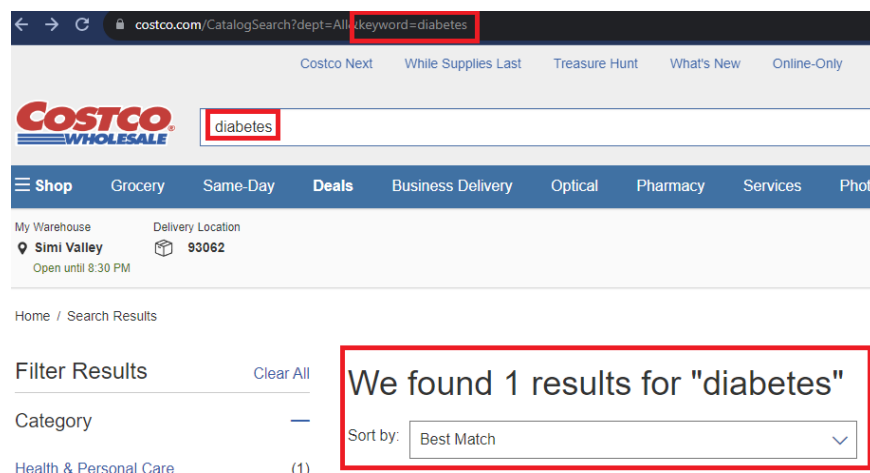 costco.com/CatalogSearch?dept=All&keyword=diabetes
Costco Next While Supplies Last Treasure Hunt What's New Online-Only
COSTCO
WHOLESALE
diabetes
Shop Grocery Same-Day Deals Business Delivery Optical Pharmacy Services
My Warehouse Delivery Location
Simi Valley 93062
Open until 8:30 PM
Home / Search Results
Filter Results Clear All
We found 1 results for "diabetes"
Category
Sort by: Best Match
Health & Personal Care (1)